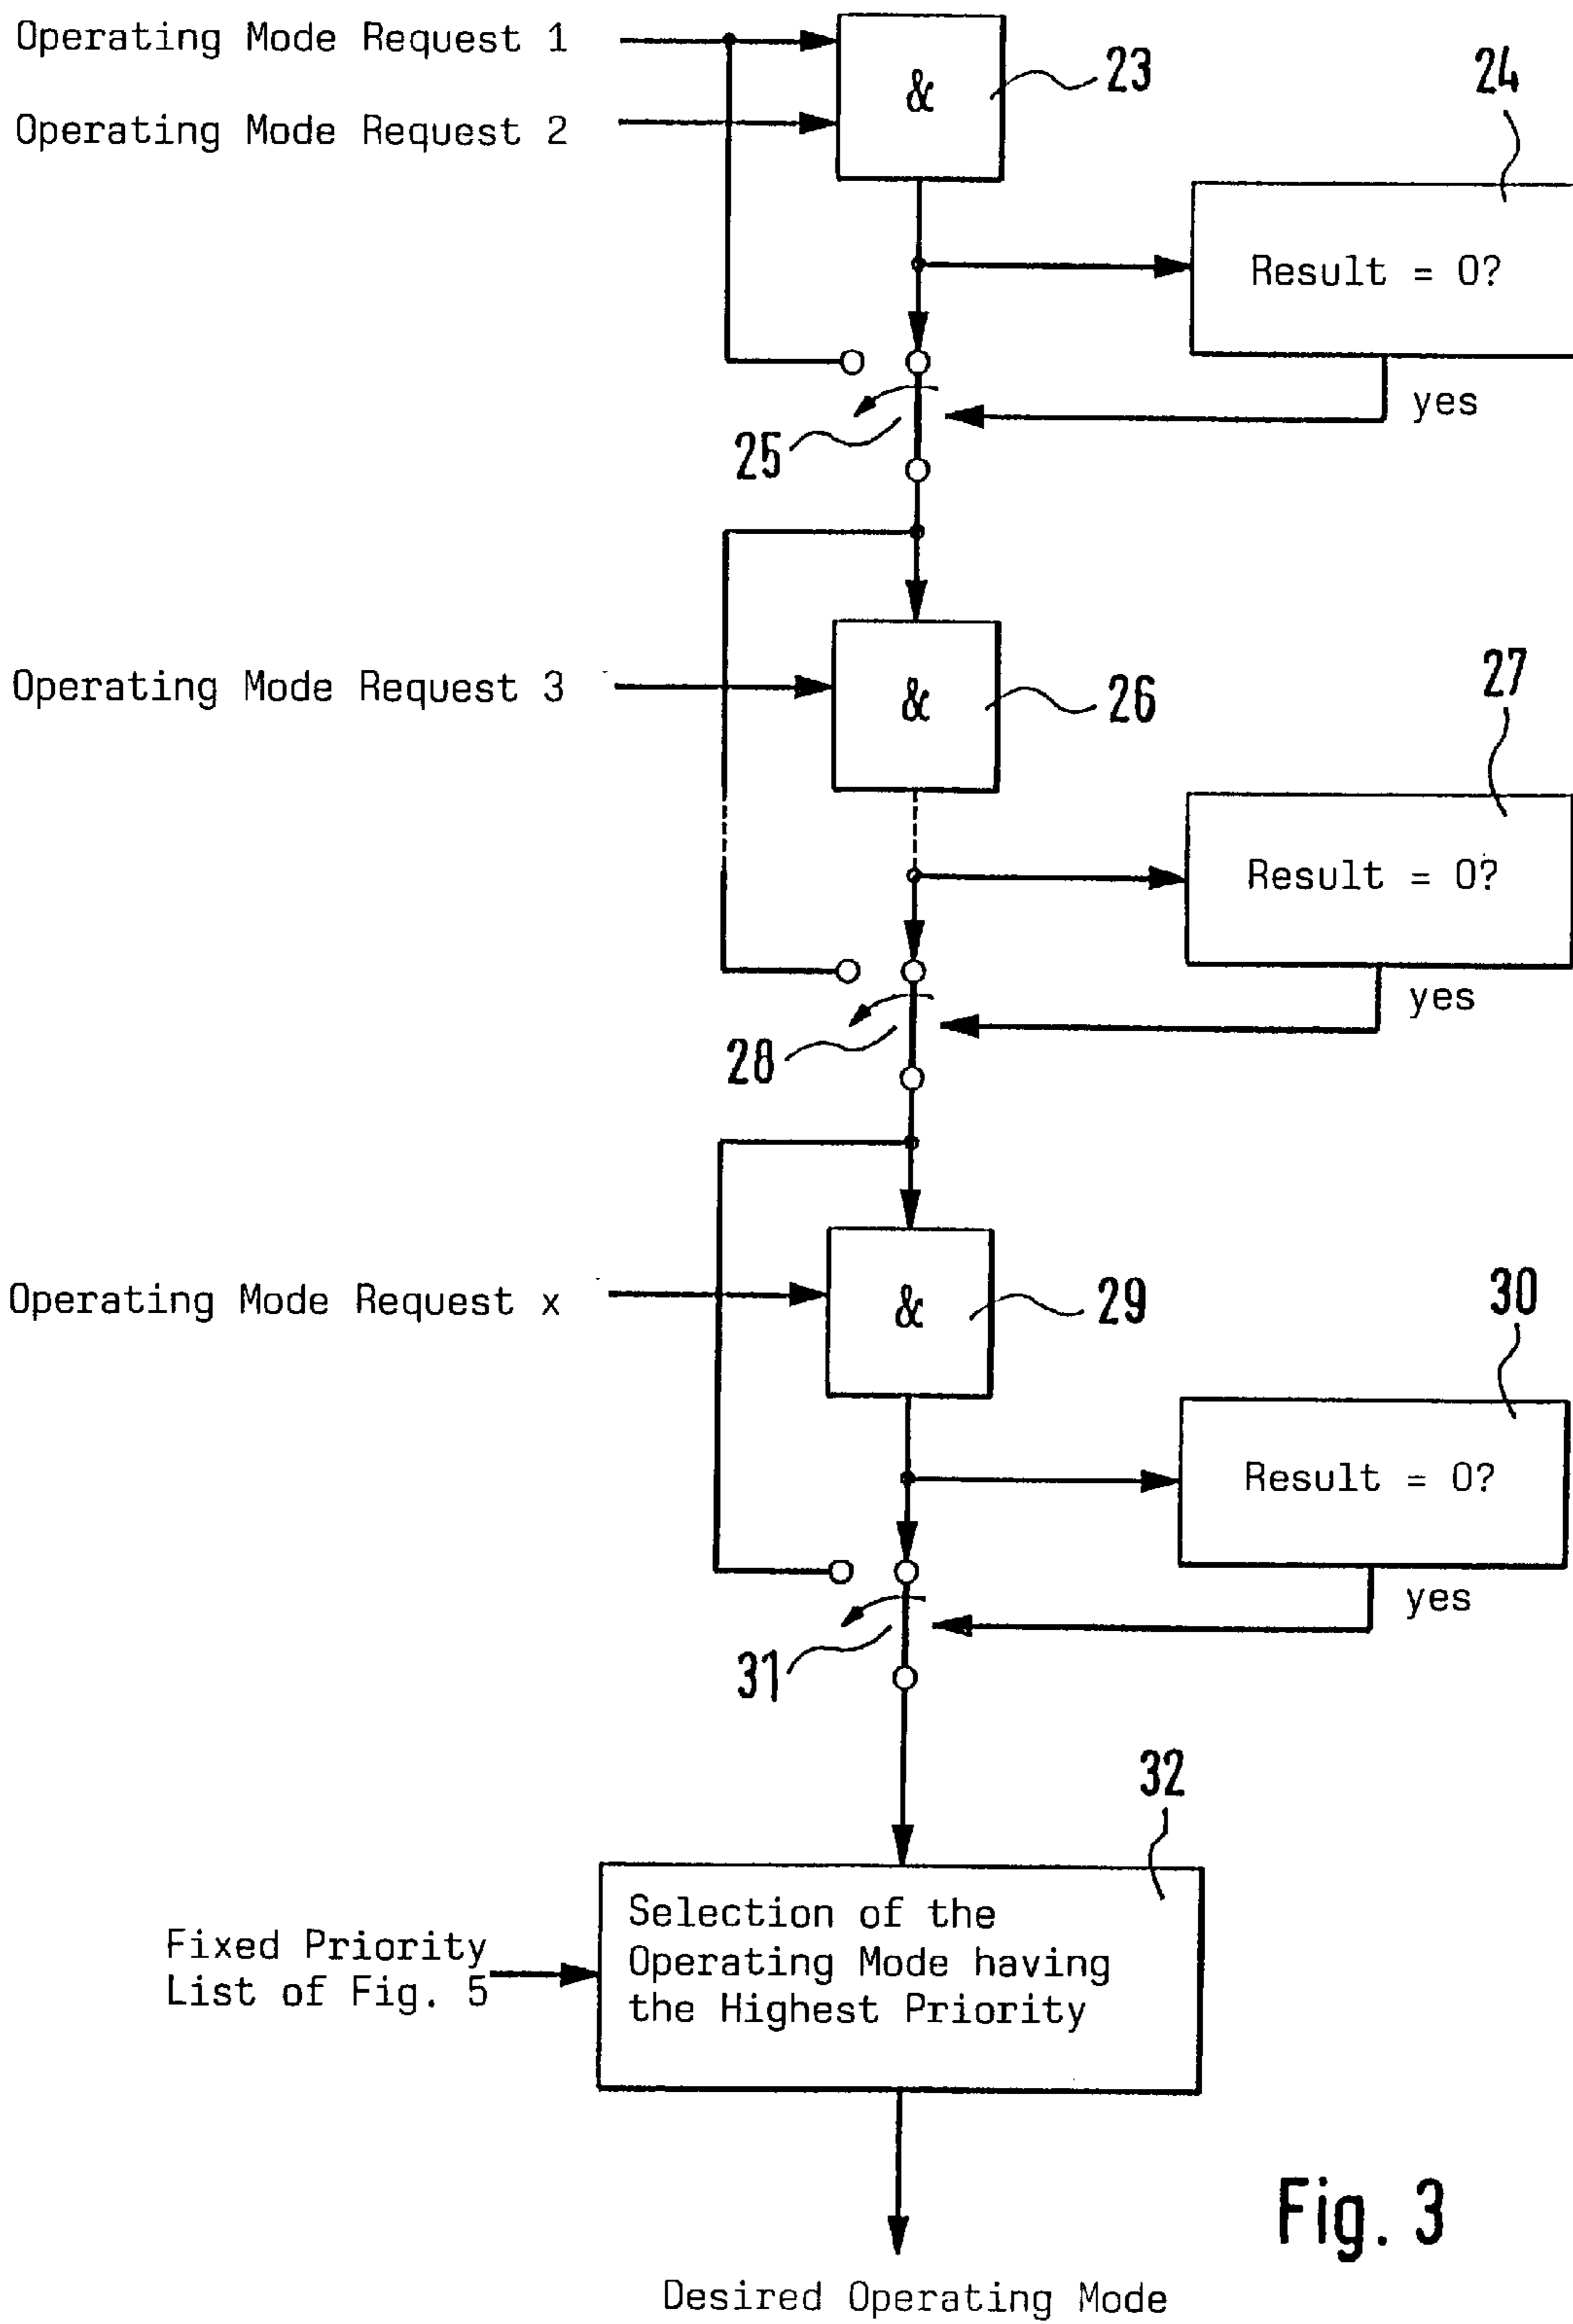 Operating Mode Request 1
&
23
24
Operating Mode Request 2
Result = 0?
yes
25
Operating Mode Request 3
&
26
27
Result = 0?
yes
28
Operating Mode Request x
&
29
30
Result = 0?
yes
31
32
Selection of the
Operating Mode having
the Highest Priority
Fixed Priority
List of Fig. 5
Fig. 3
Desired Operating Mode